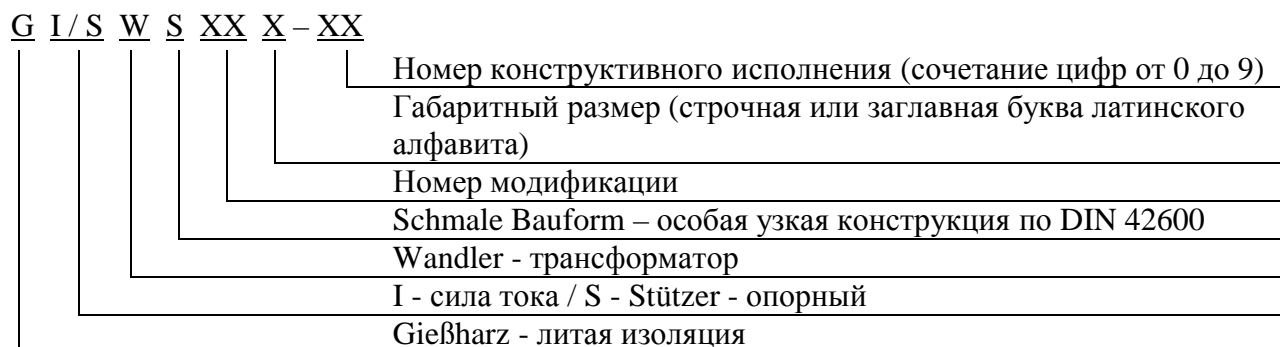 G I / S W S XX X – XX
Номер конструктивного исполнения (сочетание цифр от 0 до 9)
Габаритный размер (строчная или заглавная буква латинского
алфавита)
Номер модификации
Schmale Bauform – особая узкая конструкция по DIN 42600
Wandler - трансформатор
I - сила тока / S - Stützer - опорный
Gießharz - литая изоляция